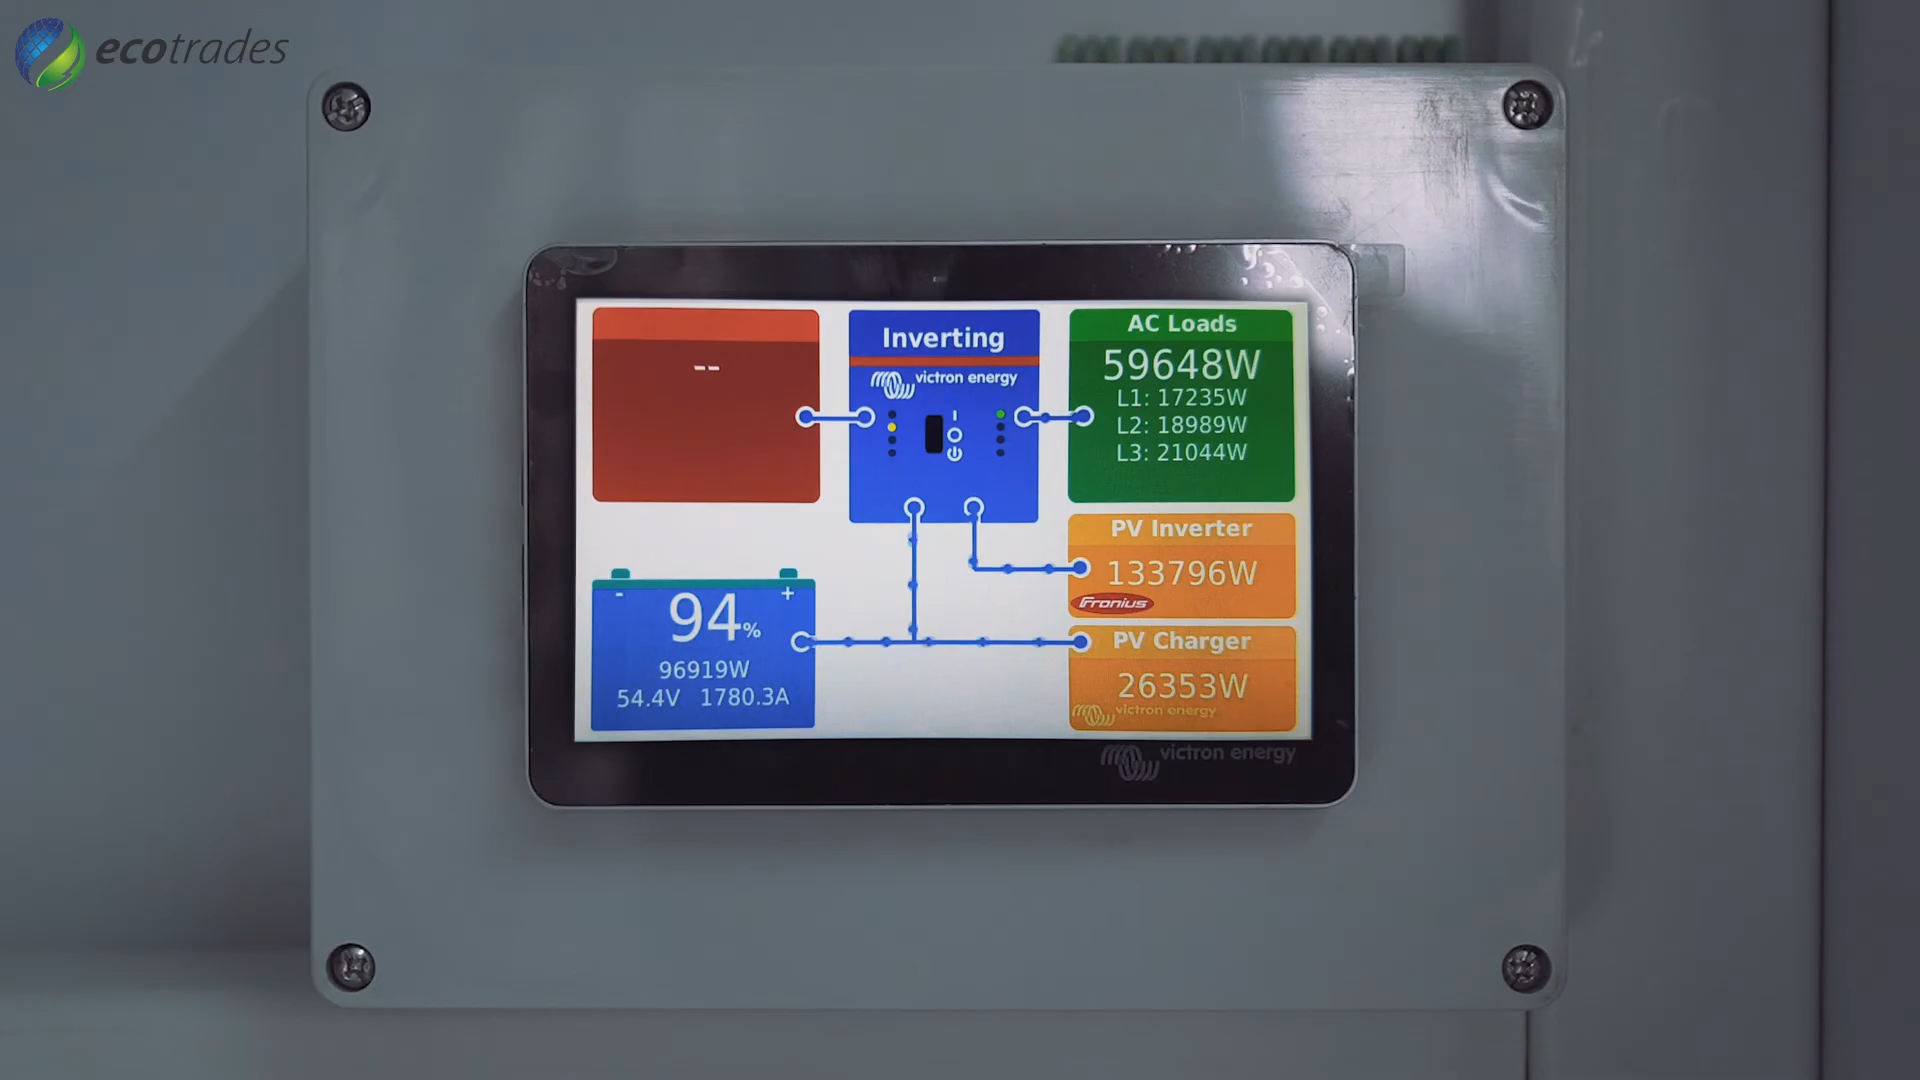 ecotrades
--
Inverting
victron energy
AC Loads
59648W
L1: 17235W
L2: 18989W
L3: 21044W
PV Inverter
133796W
Fronius
- +
94%
96919W
54.4V 1780.3A
PV Charger
26353W
victron energy
victron energy